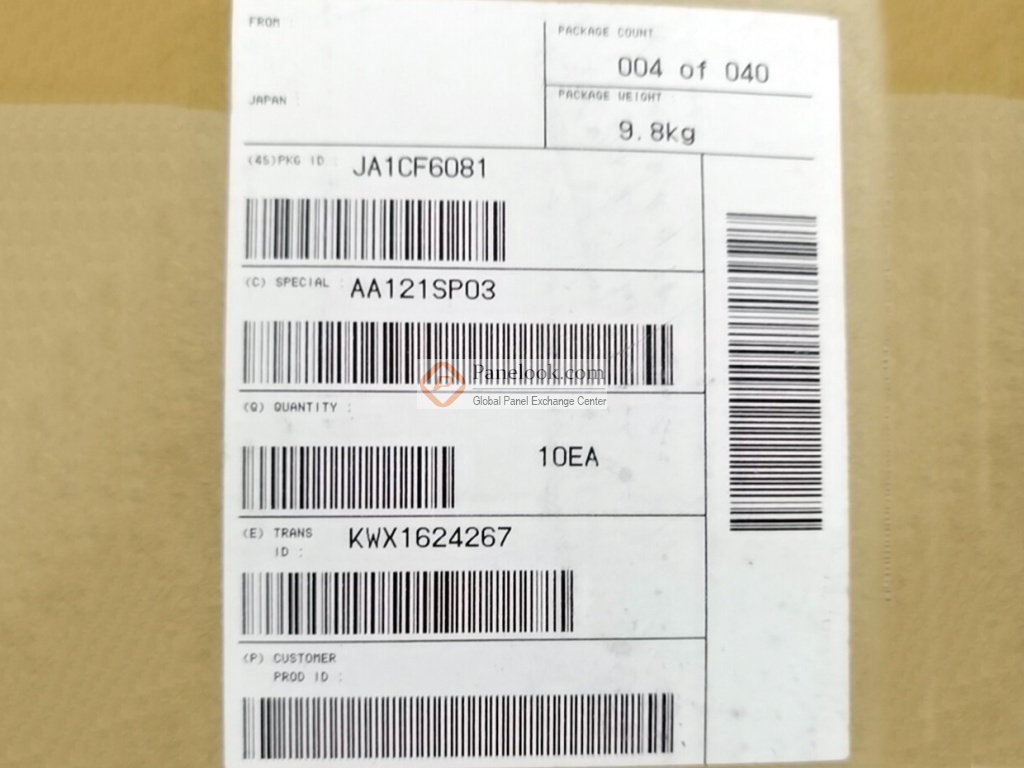 FROM :
JAPAN
PACKAGE COUNT
004 of 040
PACKAGE WEIGHT
9.8kg
(4S)PKG ID : JA1CF6081
(C) SPECIAL : AA121SP03
Panelook.com
Global Panel Exchange Center
(Q) QUANTITY :
10EA
(E) TRANS
ID :
KWX1624267
(P) CUSTOMER
PROD ID :